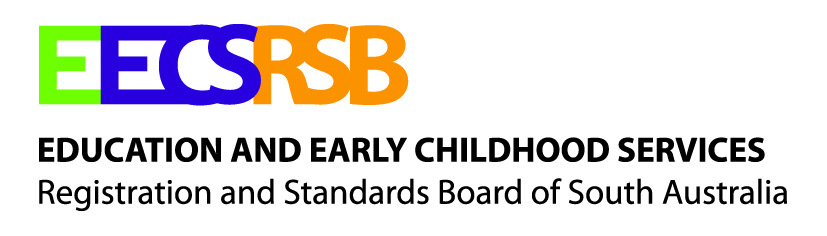 EECSRSB
EDUCATION AND EARLY CHILDHOOD SERVICES
Registration and Standards Board of South Australia